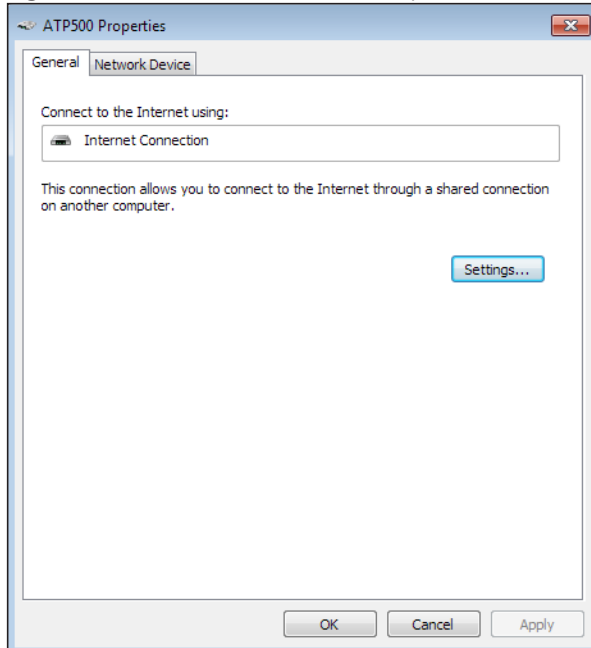 ATP500 Properties
General
Network Device
Connect to the Internet using:
Internet Connection
This connection allows you to connect to the Internet through a shared connection
on another computer.
Settings...
OK
Cancel
Apply